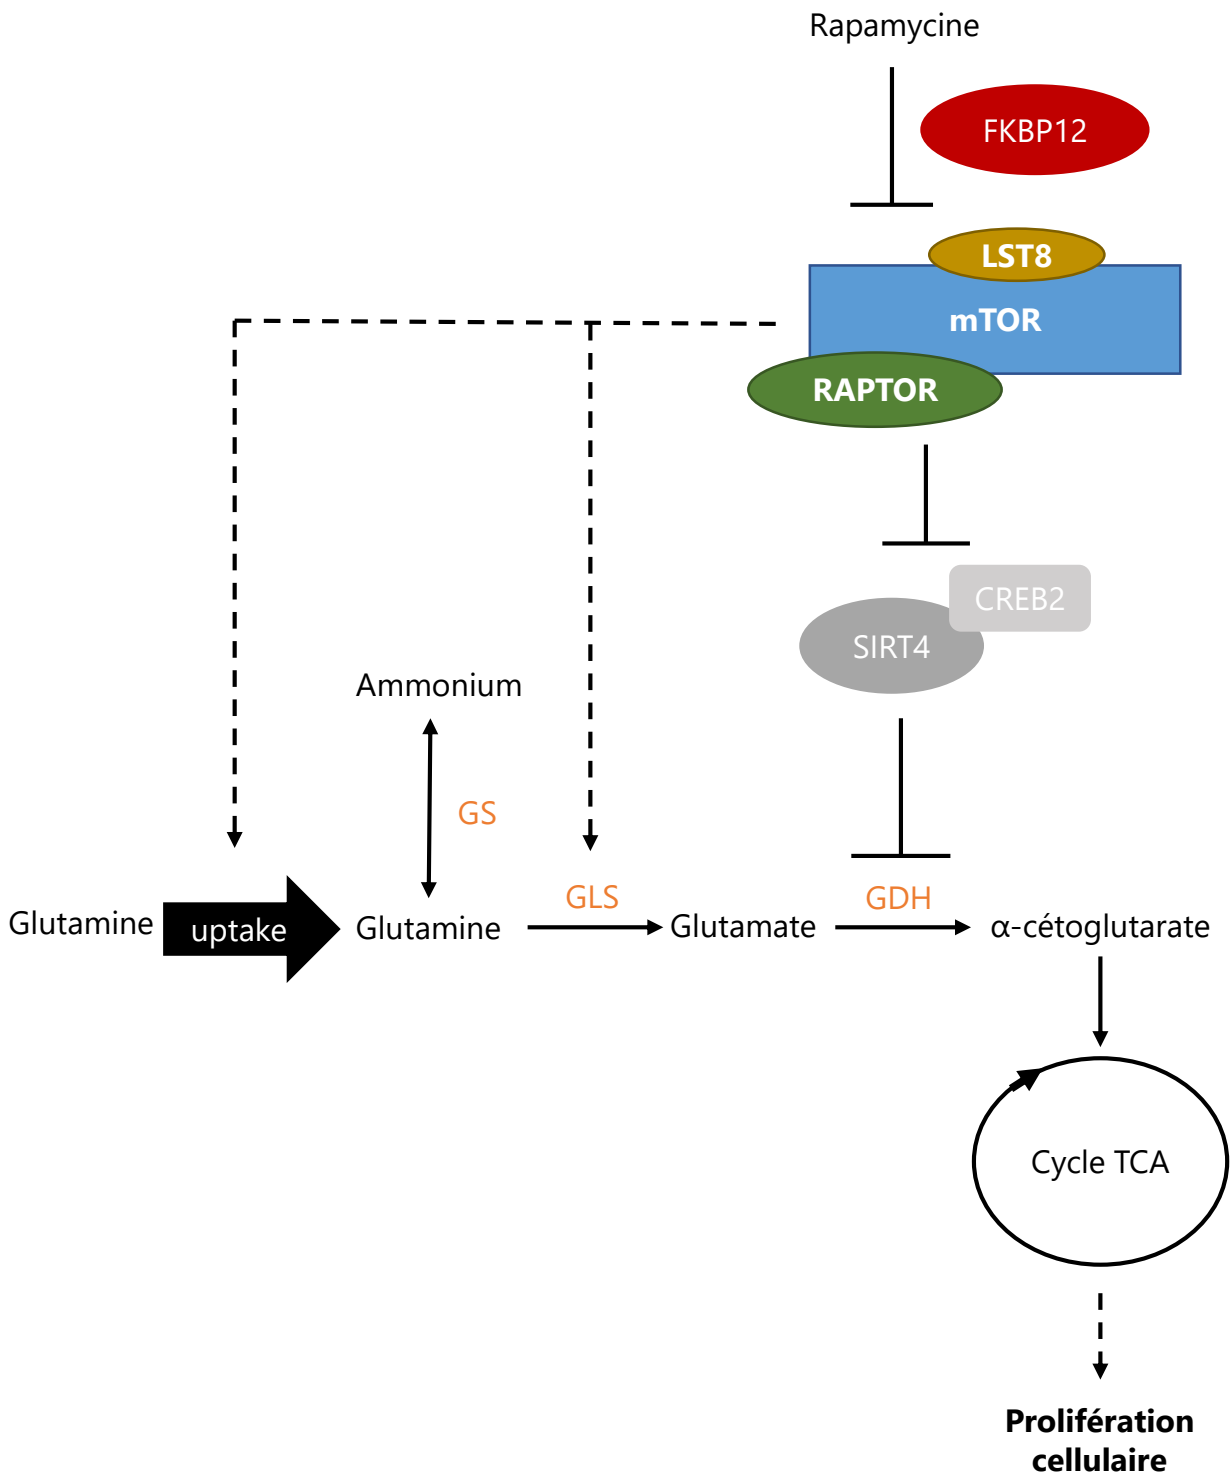 Rapamycine
FKBP12
LST8
mTOR
RAPTOR
CREB2
SIRT4
Ammonium
GS
GLS
GDH
Glutamine
uptake
Glutamine
Glutamate
α-cétoglutarate
Cycle TCA
Prolifération
cellulaire